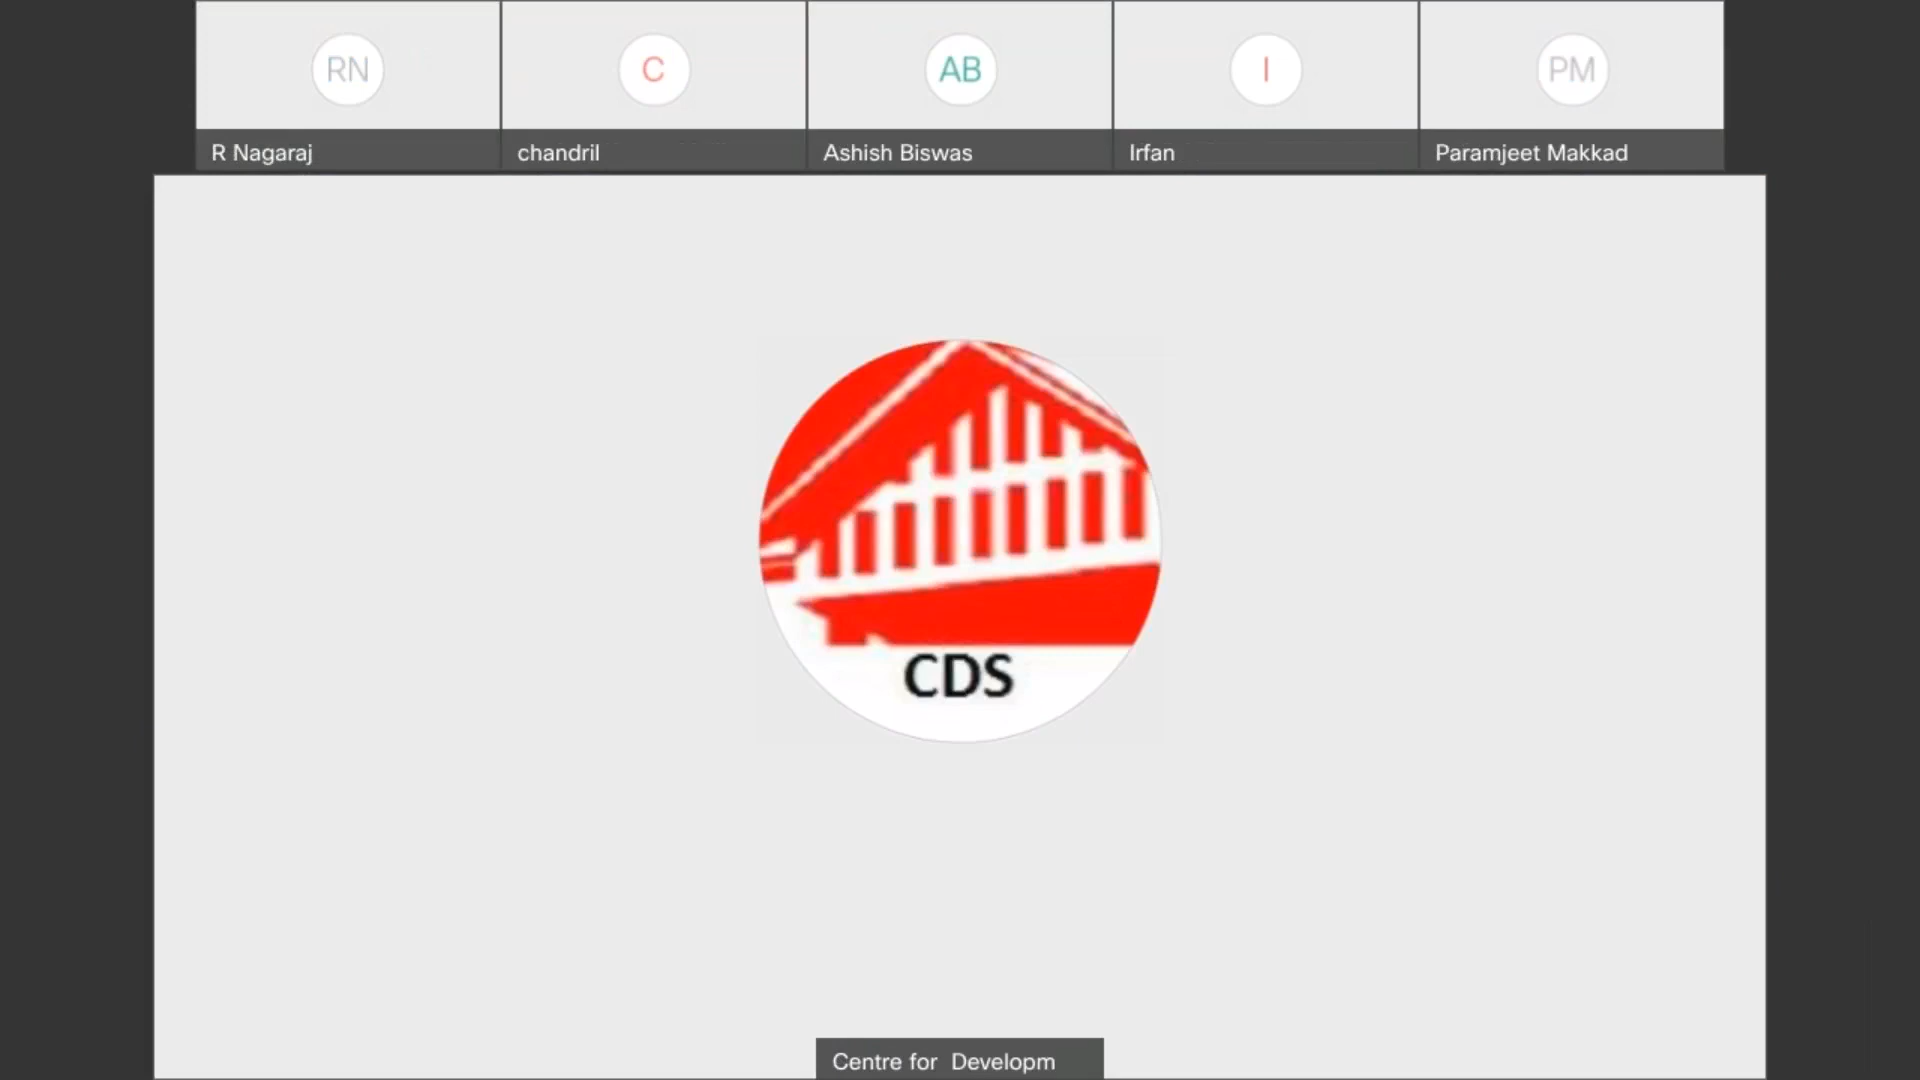 RN
C
AB
I
PM
R Nagaraj
chandril
Ashish Biswas
Irfan
Paramjeet Makkad
CDS
Centre for  Developm